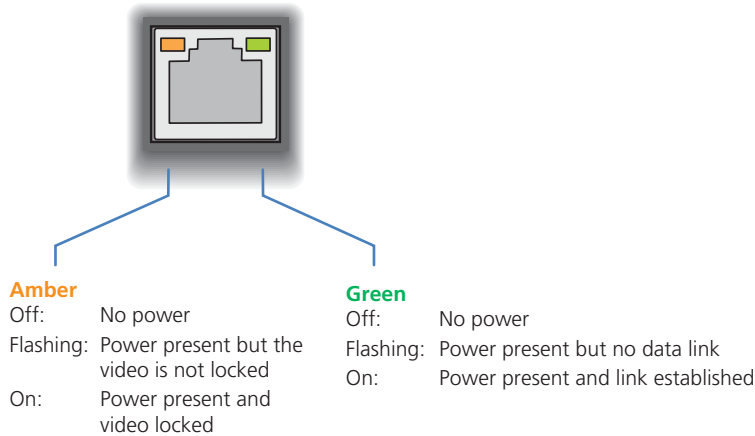 Amber
Off: No power
Flashing: Power present but the
video is not locked
On: Power present and
video locked
Green
Off: No power
Flashing: Power present but no data link
On: Power present and link established